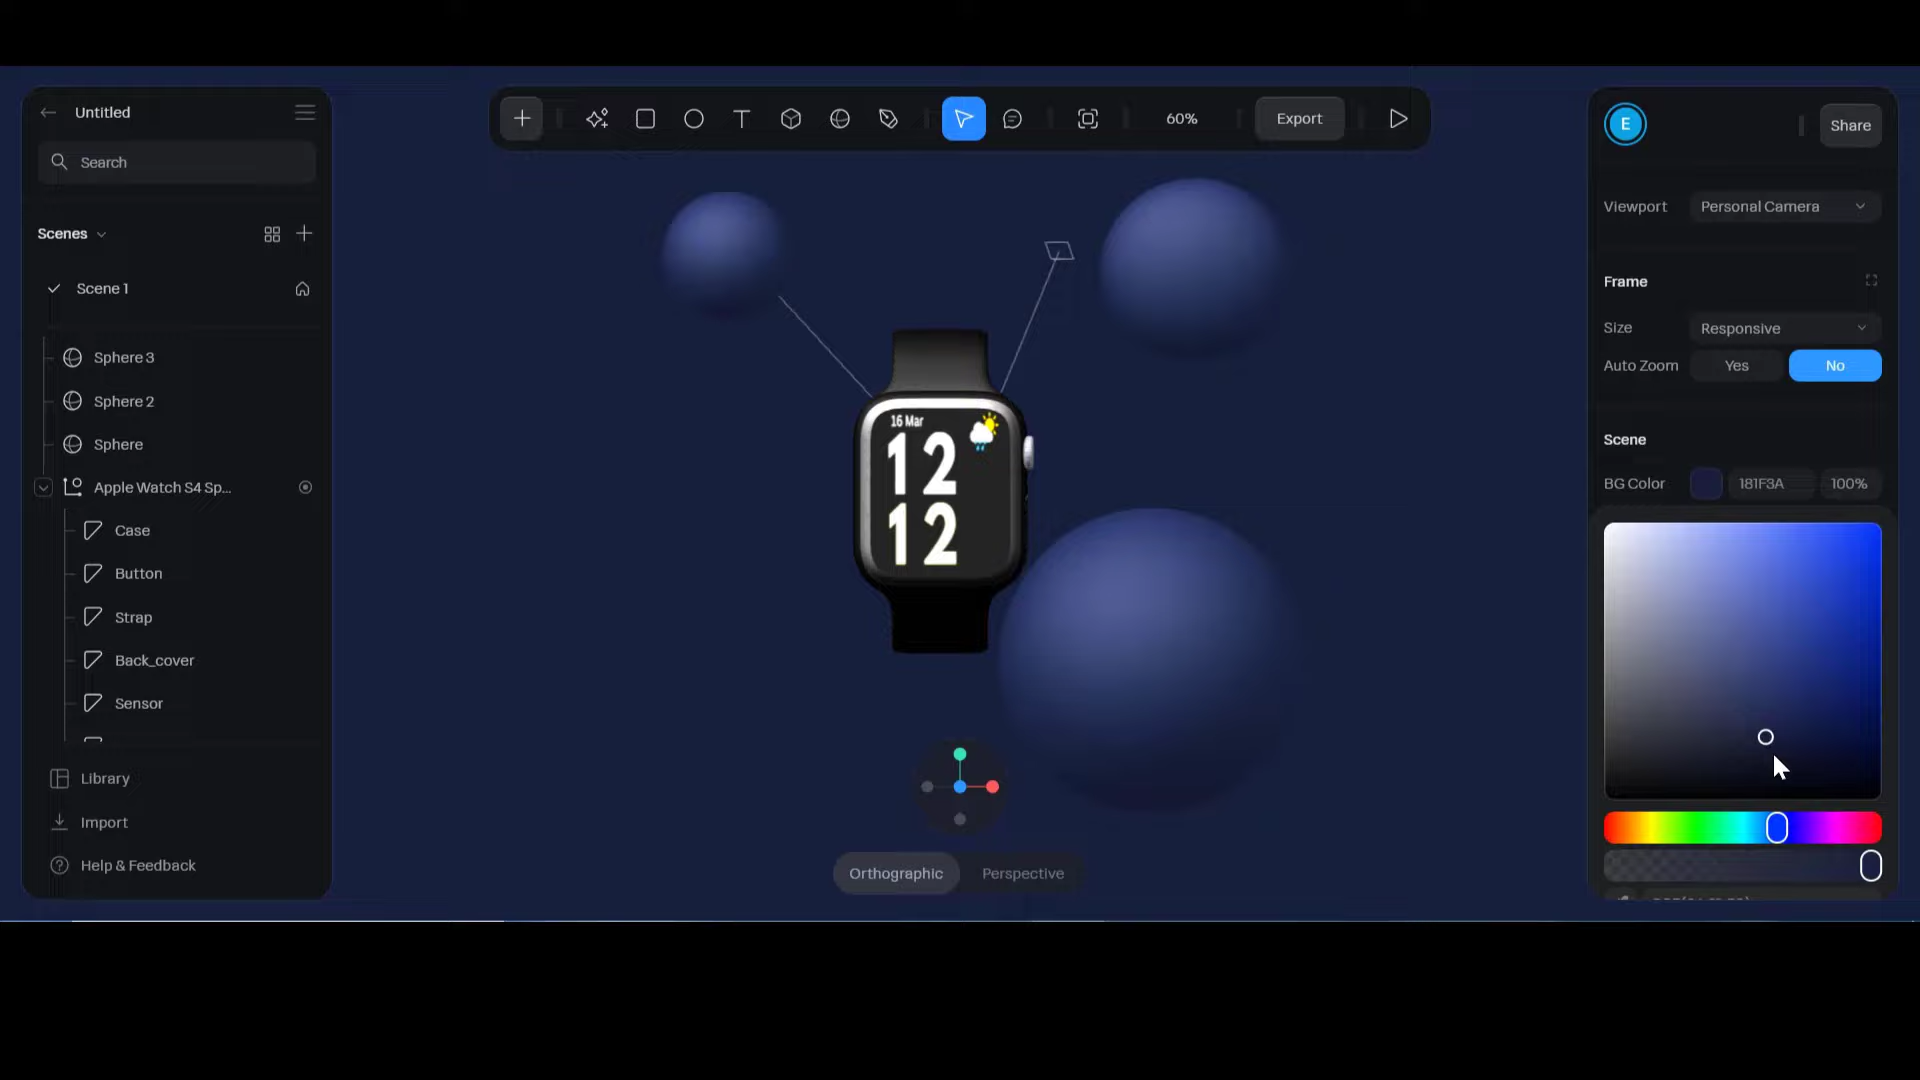 Untitled
Search
Scenes
Scene 1
Sphere 3
Sphere 2
Sphere
Apple Watch S4 Sp...
Case
Button
Strap
Back_cover
Sensor
Library
Import
Help & Feedback
60%
Export
16 Mar
12
12
Orthographic
Perspective
E
Share
Viewport
Personal Camera
Frame
Size
Responsive
Auto Zoom
Yes
No
Scene
BG Color
181F3A
100%